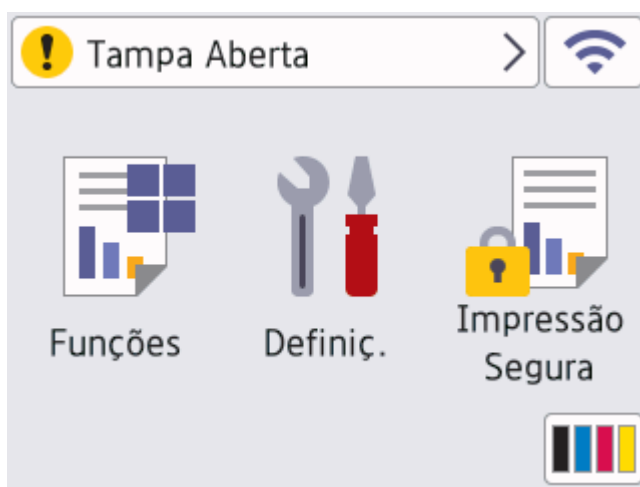 Tampa Aberta
Funções
Definiç.
Impressão
Segura